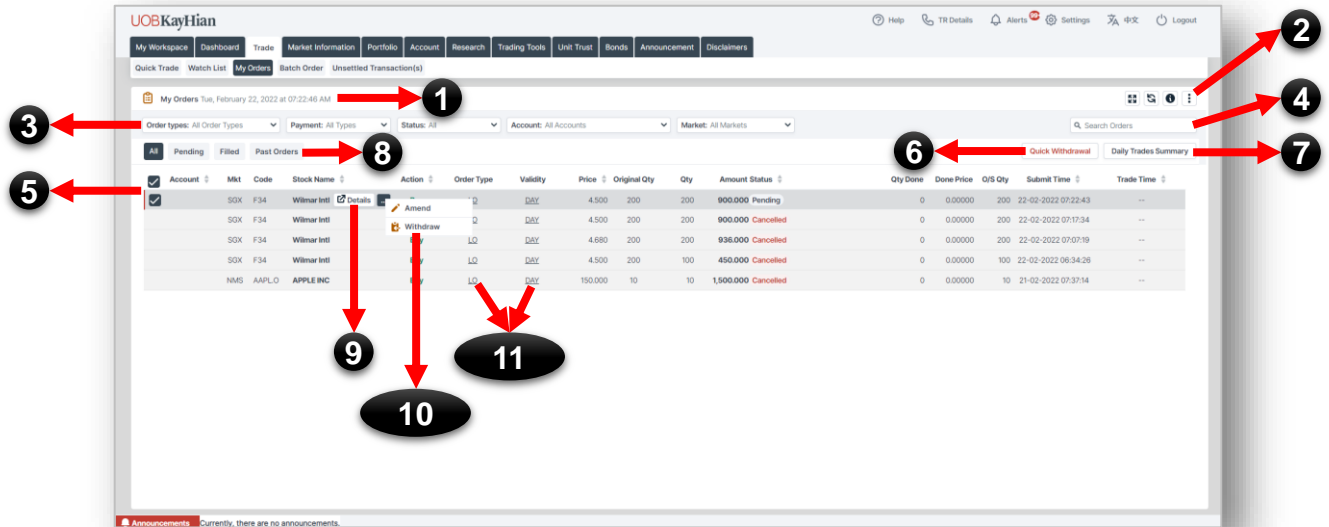 UOBKayHian
Help TR Details Alerts Settings 中文 Logout
My Workspace Dashboard Trade Market Information Portfolio Account Research Trading Tools Unit Trust Bonds Announcement Disclaimers
Quick Trade Watch List My Orders Batch Order Unsettled Transaction(s)
My Orders Tue, February 22, 2022 at 07:22:46 AM
1
2
3
Order types: All Order Types Payment: All Types Status: All Account: All Accounts Market: All Markets Search Orders
4
All Pending Filled Past Orders
8
6
Quick Withdrawal Daily Trades Summary
7
5
Account Mkt Code Stock Name Action Order Type Validity Price Original Qty Qty Amount Status Qty Done Done Price O/S Qty Submit Time Trade Time
SGX F34 Wilmar Intl Details DAY 4.500 200 200 900.000 Pending 0 0.00000 200 22-02-2022 07:22:43 --
Amend
Withdraw
SGX F34 Wilmar Intl LO DAY 4.500 200 200 900.000 Cancelled 0 0.00000 200 22-02-2022 07:17:34 --
SGX F34 Wilmar Intl LO DAY 4.680 200 200 936.000 Cancelled 0 0.00000 200 22-02-2022 07:07:19 --
SGX F34 Wilmar Intl LO DAY 4.500 200 100 450.000 Cancelled 0 0.00000 100 22-02-2022 06:34:26 --
NMS AAPL.O APPLE INC LO DAY 150.000 10 10 1,500.000 Cancelled 0 0.00000 10 21-02-2022 07:37:14 --
9
11
10
Announcements Currently, there are no announcements.